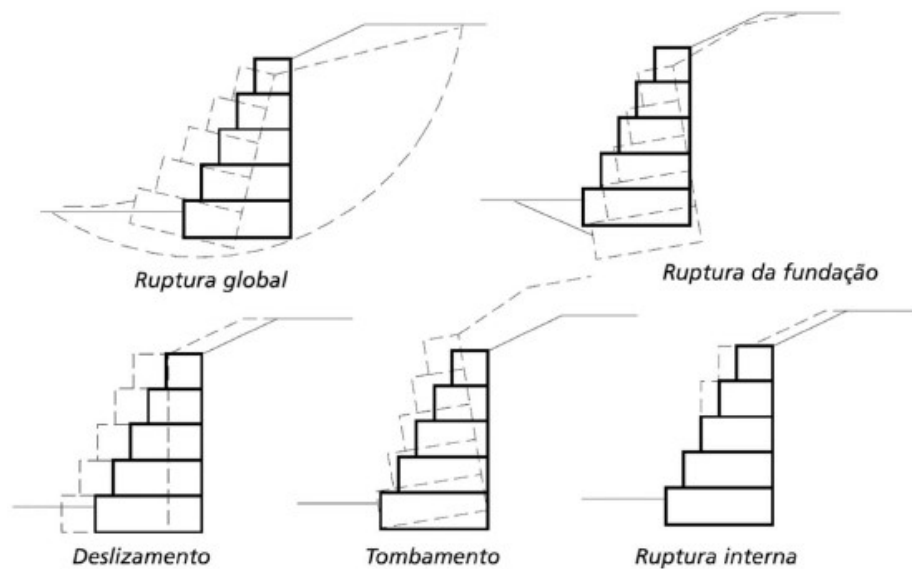 Ruptura global
Ruptura da fundação
Deslizamento
Tombamento
Ruptura interna